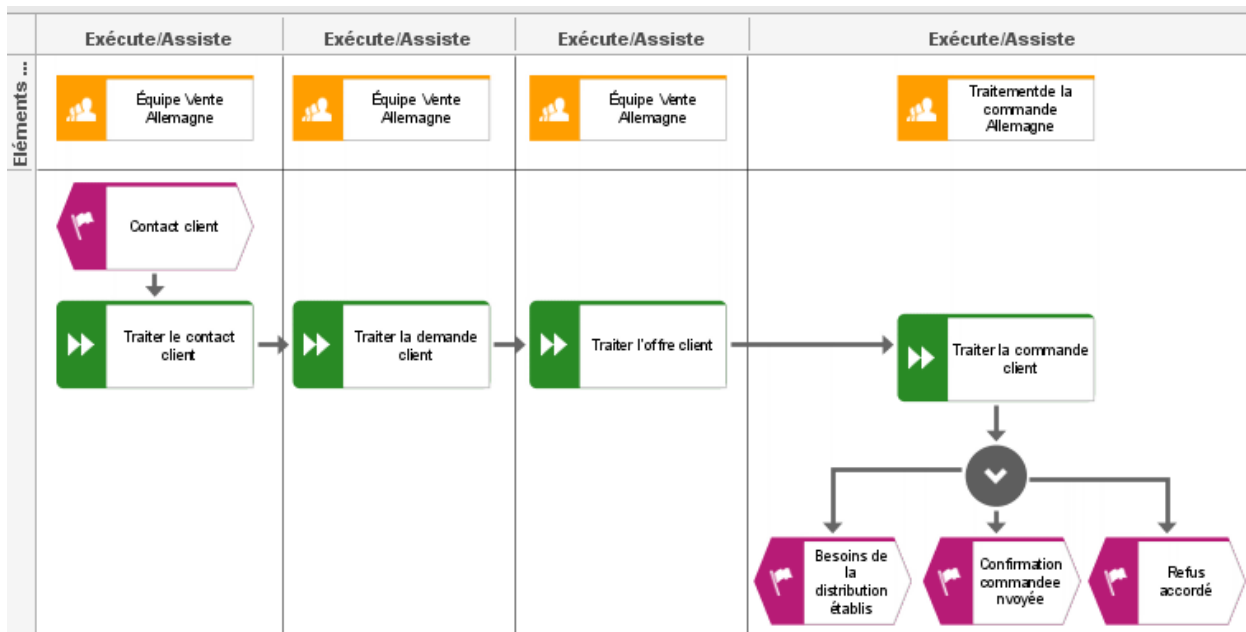 Exécute/Assiste
Exécute/Assiste
Exécute/Assiste
Exécute/Assiste
Eléments ...
Équipe Vente
Allemagne
Équipe Vente
Allemagne
Équipe Vente
Allemagne
Traitementde la
commande
Allemagne
Contact client
Traiter le contact
client
Traiter la demande
client
Traiter l'offre client
Traiter la commande
client
Besoins de
la
distribution
établis
Confirmation
commandee
nvoyée
Refus
accordé